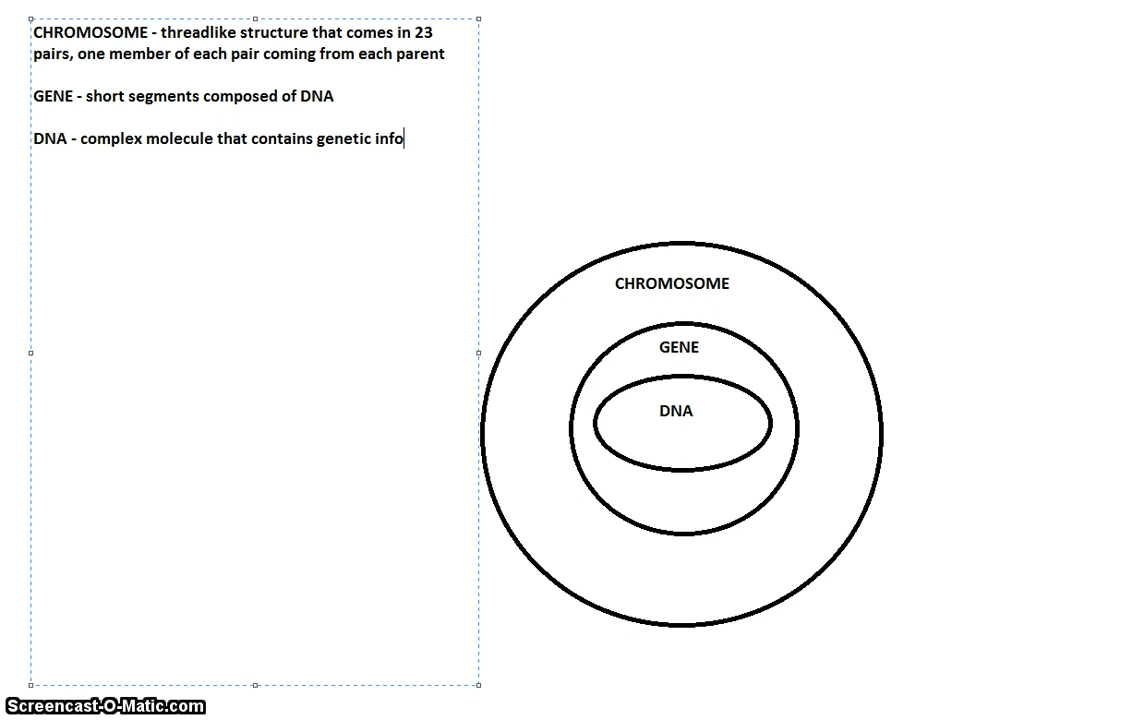 CHROMOSOME - threadlike structure that comes in 23
pairs, one member of each pair coming from each parent
GENE - short segments composed of DNA
DNA - complex molecule that contains genetic info
CHROMOSOME
GENE
DNA
Screencast-O-Matic.com